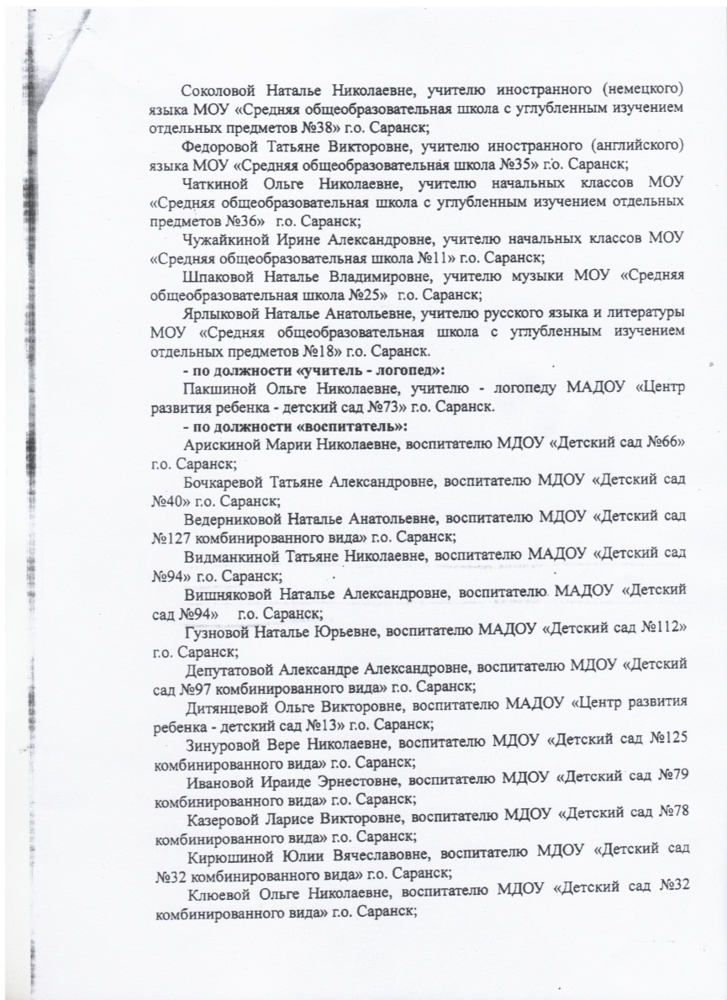 Соколовой Наталье Николаевне, учителю иностранного (немецкого)
языка МОУ «Средняя общеобразовательная школа с углубленным изучением
отдельных предметов №38» г.о. Саранск;
Федоровой Татьяне Викторовне, учителю иностранного (английского)
языка МОУ «Средняя общеобразовательная школа №35» г.о. Саранск;
Чаткиной Ольге Николаевне, учителю начальных классов МОУ
«Средняя общеобразовательная школа с углубленным изучением отдельных
предметов №36» г.о. Саранск;
Чужайкиной Ирине Александровне, учителю начальных классов МОУ
«Средняя общеобразовательная школа №11» г.о. Саранск;
Шпаковой Наталье Владимировне, учителю музыки МОУ «Средняя
общеобразовательная школа №25» г.о. Саранск;
Ярлыковой Наталье Анатольевне, учителю русского языка и литературы
МОУ «Средняя общеобразовательная школа с углубленным изучением
отдельных предметов №18» г.о. Саранск.
- по должности «учитель - логопед»:
Пакшиной Ольге Николаевне, учителю - логопеду МАДОУ «Центр
развития ребенка - детский сад №73» г.о. Саранск.
- по должности «воспитатель»:
Арискиной Марии Николаевне, воспитателю МДОУ «Детский сад №66»
г.о. Саранск;
Бочкаревой Татьяне Александровне, воспитателю МДОУ «Детский сад
№40» г.о. Саранск;
Ведерниковой Наталье Анатольевне, воспитателю МДОУ «Детский сад
№127 комбинированного вида» г.о. Саранск;
Видманкиной Татьяне Николаевне, воспитателю МАДОУ «Детский сад
№94» г.о. Саранск;
Вишняковой Наталье Александровне, воспитателю МАДОУ «Детский
сад №94» г.о. Саранск;
Гузновой Наталье Юрьевне, воспитателю МАДОУ «Детский сад №112»
г.о. Саранск;
Депутатовой Александре Александровне, воспитателю МДОУ «Детский
сад №97 комбинированного вида» г.о. Саранск;
Дитянцевой Ольге Викторовне, воспитателю МАДОУ «Центр развития
ребенка - детский сад №13» г.о. Саранск;
Зинуровой Вере Николаевне, воспитателю МДОУ «Детский сад №125
комбинированного вида» г.о. Саранск;
Ивановой Ираиде Эрнестовне, воспитателю МДОУ «Детский сад №79
комбинированного вида» г.о. Саранск;
Казеровой Ларисе Викторовне, воспитателю МДОУ «Детский сад №78
комбинированного вида» г.о. Саранск;
Кирюшиной Юлии Вячеславовне, воспитателю МДОУ «Детский сад
№32 комбинированного вида» г.о. Саранск;
Клюевой Ольге Николаевне, воспитателю МДОУ «Детский сад №32
комбинированного вида» г.о. Саранск;